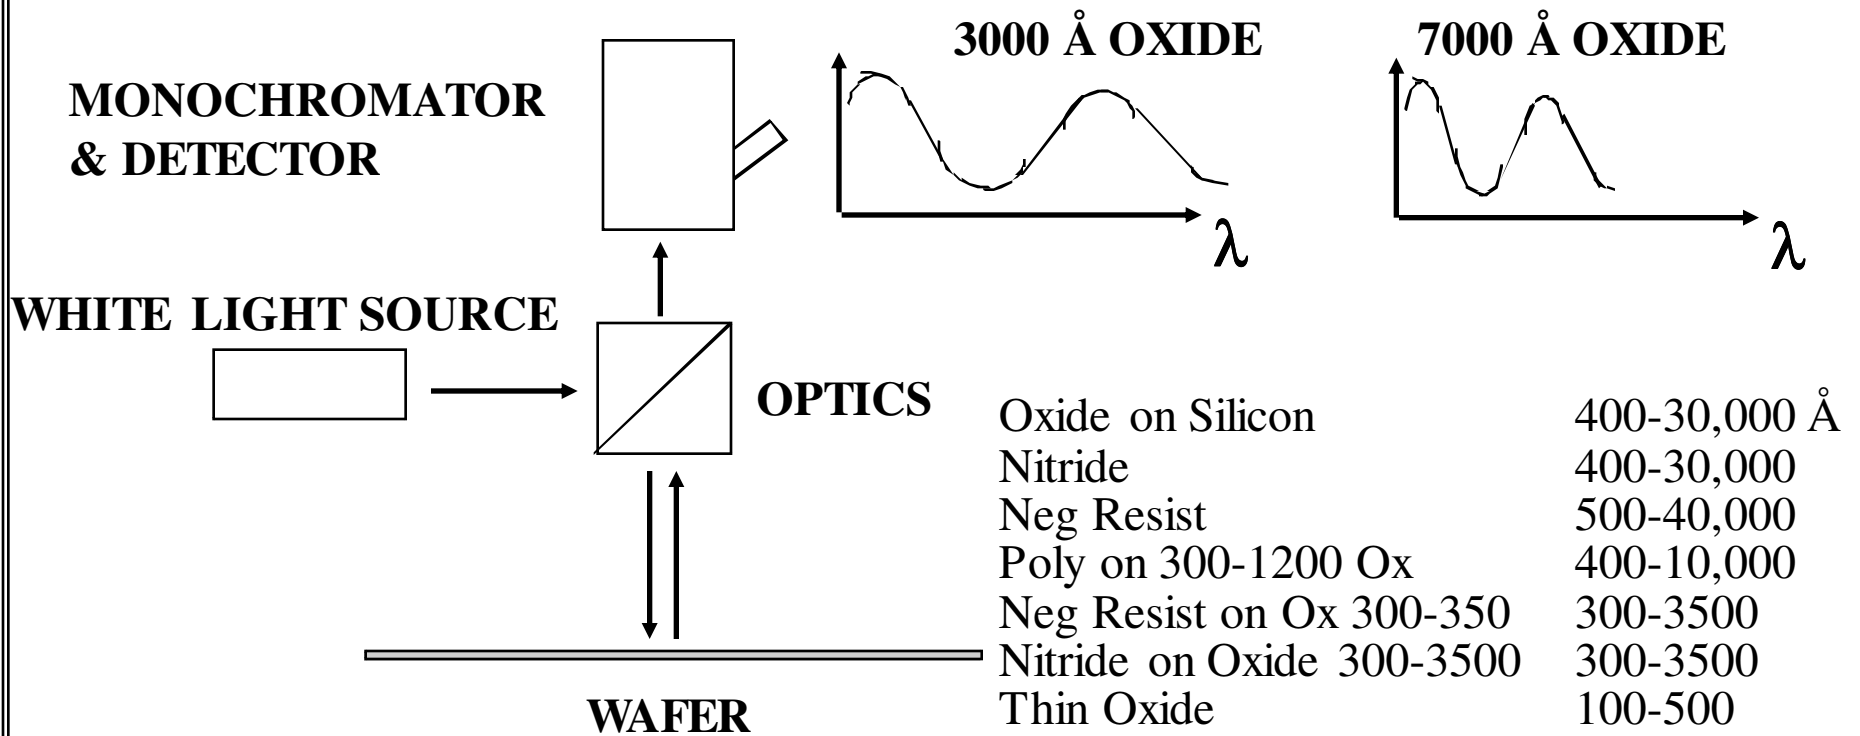 3000 Å OXIDE
7000 Å OXIDE
MONOCHROMATOR
& DETECTOR
λ
λ
WHITE LIGHT SOURCE
OPTICS
Oxide on Silicon 400-30,000 Å
Nitride 400-30,000
Neg Resist 500-40,000
Poly on 300-1200 Ox 400-10,000
Neg Resist on Ox 300-350 300-3500
Nitride on Oxide 300-3500 300-3500
Thin Oxide 100-500
WAFER